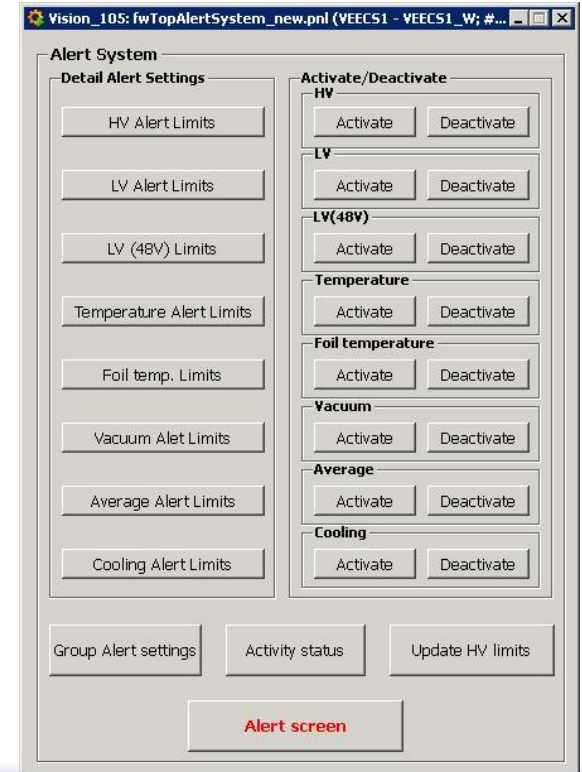 Vision_105: fwTopAlertSystem_new.pnl (VEECS1 - VEECS1_W; #...
Alert System
Detail Alert Settings
HV Alert Limits
LV Alert Limits
LV (48V) Limits
Temperature Alert Limits
Foil temp. Limits
Vacuum Alet Limits
Average Alert Limits
Cooling Alert Limits
Activate/Deactivate
HV
Activate Deactivate
LV
Activate Deactivate
LV(48V)
Activate Deactivate
Temperature
Activate Deactivate
Foil temperature
Activate Deactivate
Vacuum
Activate Deactivate
Average
Activate Deactivate
Cooling
Activate Deactivate
Group Alert settings Activity status Update HV limits
Alert screen